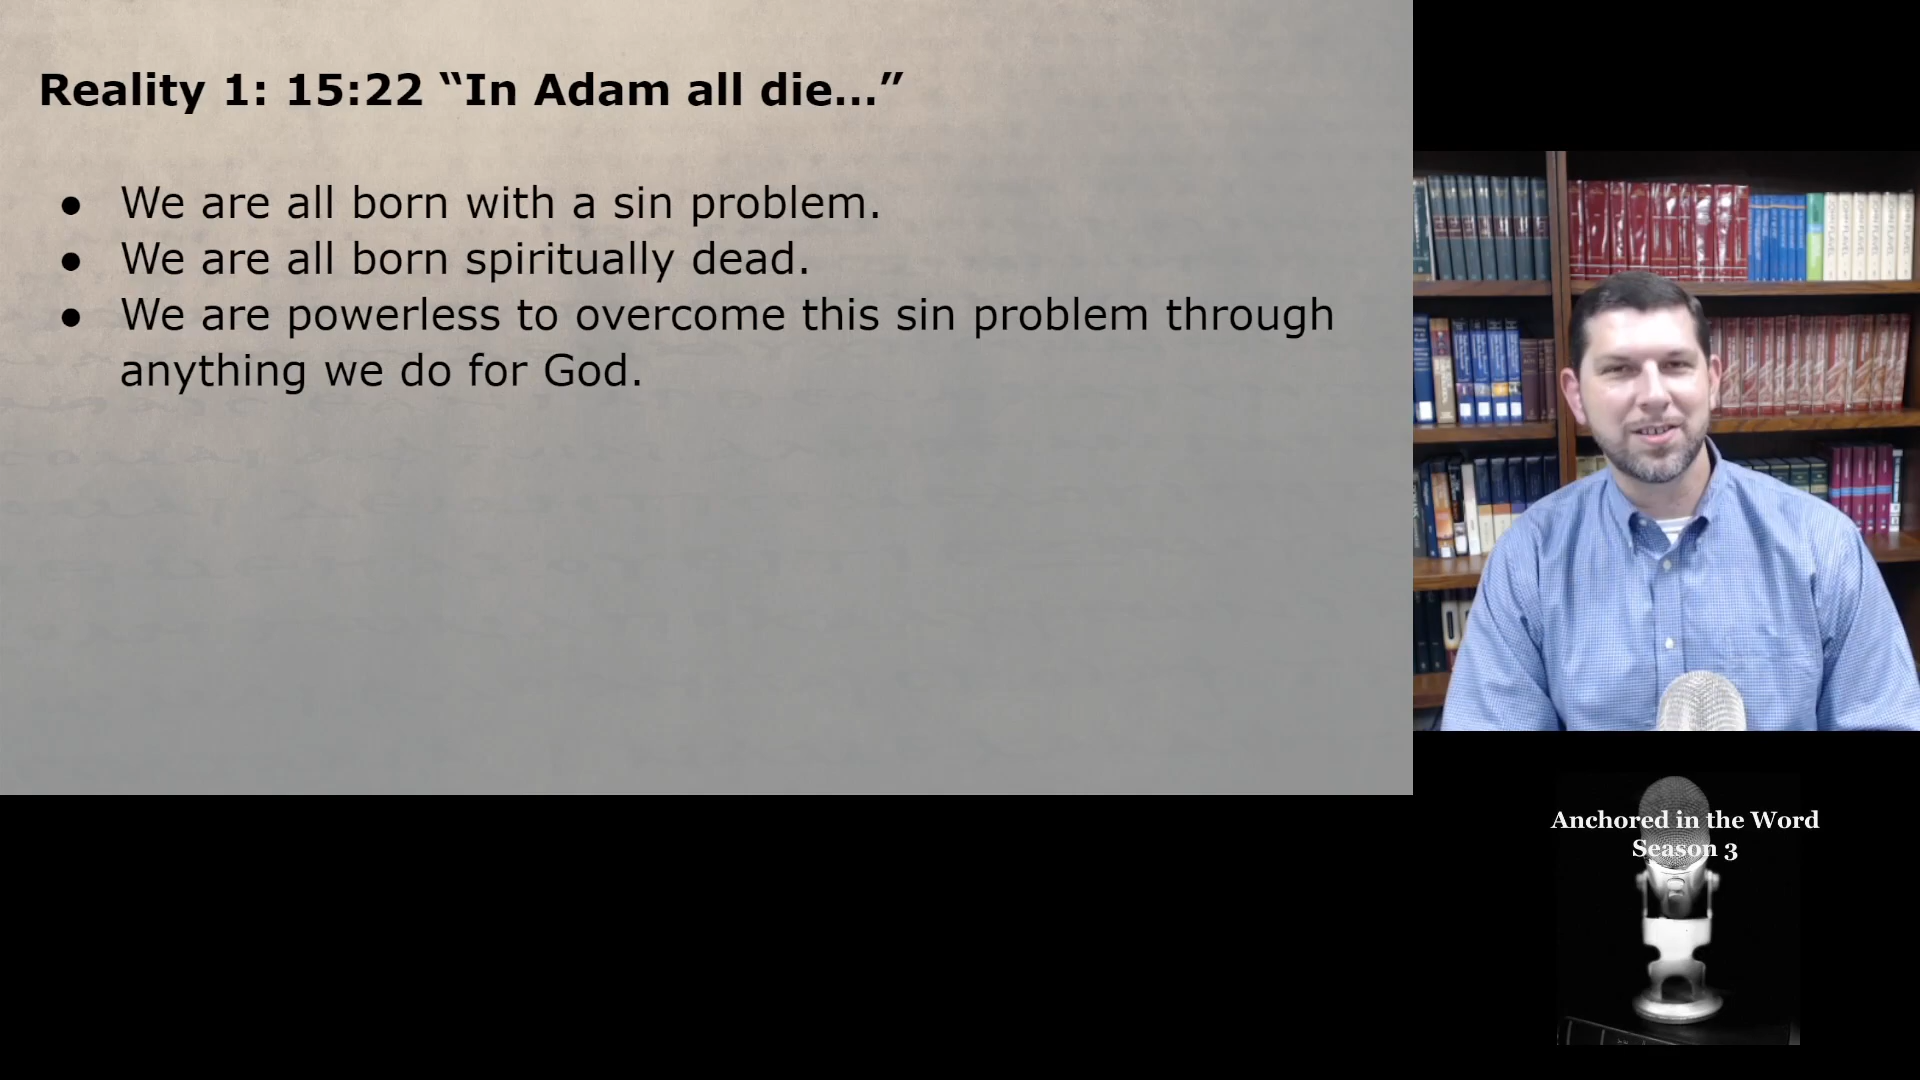 Reality 1: 15:22 “In Adam all die...”
● We are all born with a sin problem.
● We are all born spiritually dead.
● We are powerless to overcome this sin problem through
anything we do for God.
Anchored in the Word
Season 3